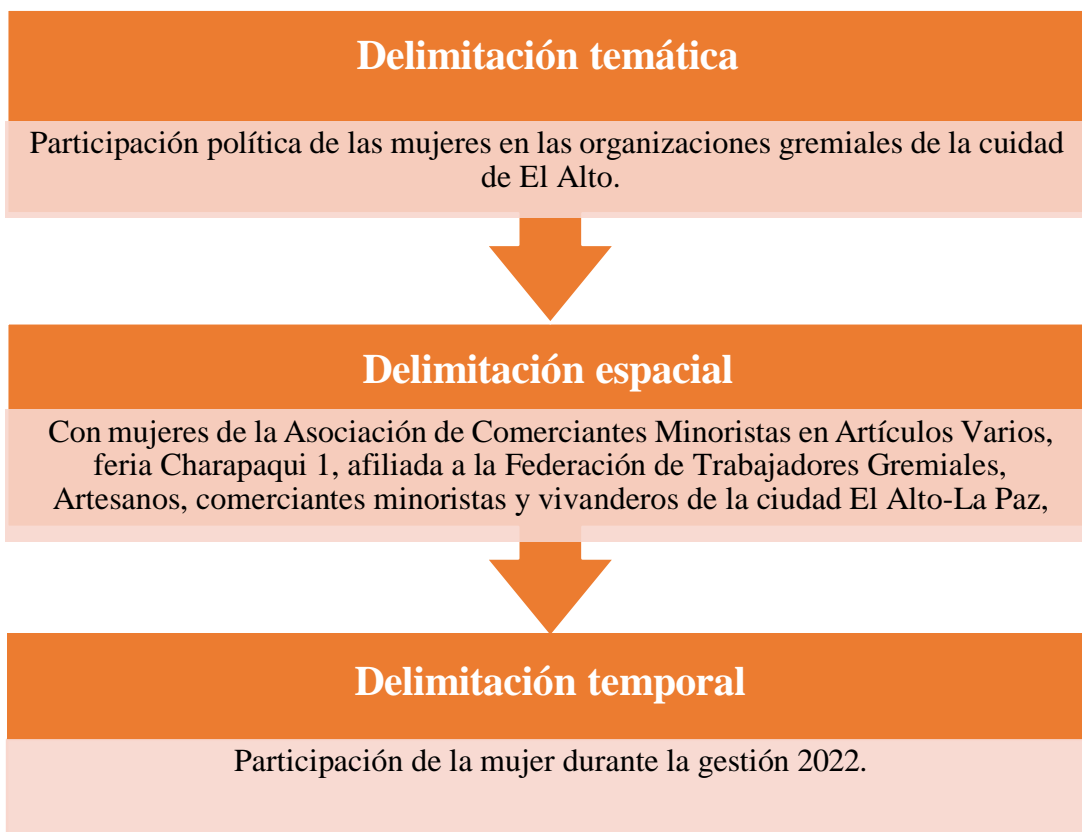 Delimitación temática
Participación política de las mujeres en las organizaciones gremiales de la cuidad
de El Alto.
Delimitación espacial
Con mujeres de la Asociación de Comerciantes Minoristas en Artículos Varios,
feria Charapaqui 1, afiliada a la Federación de Trabajadores Gremiales,
Artesanos, comerciantes minoristas y vivanderos de la ciudad El Alto-La Paz,
Delimitación temporal
Participación de la mujer durante la gestión 2022.